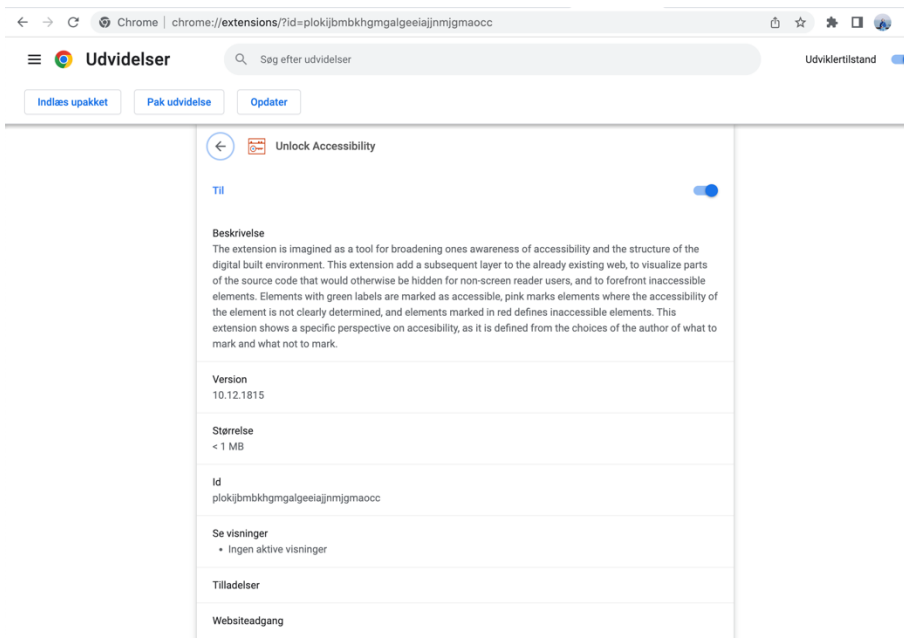 Chrome | chrome://extensions/?id=plokijbmbkhgmgalgeeiajjnmjgmaocc
Udvidelser
Søg efter udvidelser
Udviklertilstand
Indlæs upakket
Pak udvidelse
Opdater
Unlock Accessibility
Til
Beskrivelse
The extension is imagined as a tool for broadening ones awareness of accessibility and the structure of the
digital built environment. This extension add a subsequent layer to the already existing web, to visualize parts
of the source code that would otherwise be hidden for non-screen reader users, and to forefront inaccessible
elements. Elements with green labels are marked as accessible, pink marks elements where the accessibility of
the element is not clearly determined, and elements marked in red defines inaccessible elements. This
extension shows a specific perspective on accesibility, as it is defined from the choices of the author of what to
mark and what not to mark.
Version
10.12.1815
Størrelse
< 1 MB
Id
plokijbmbkhgmgalgeeiajjnmjgmaocc
Se visninger
• Ingen aktive visninger
Tilladelser
Websiteadgang